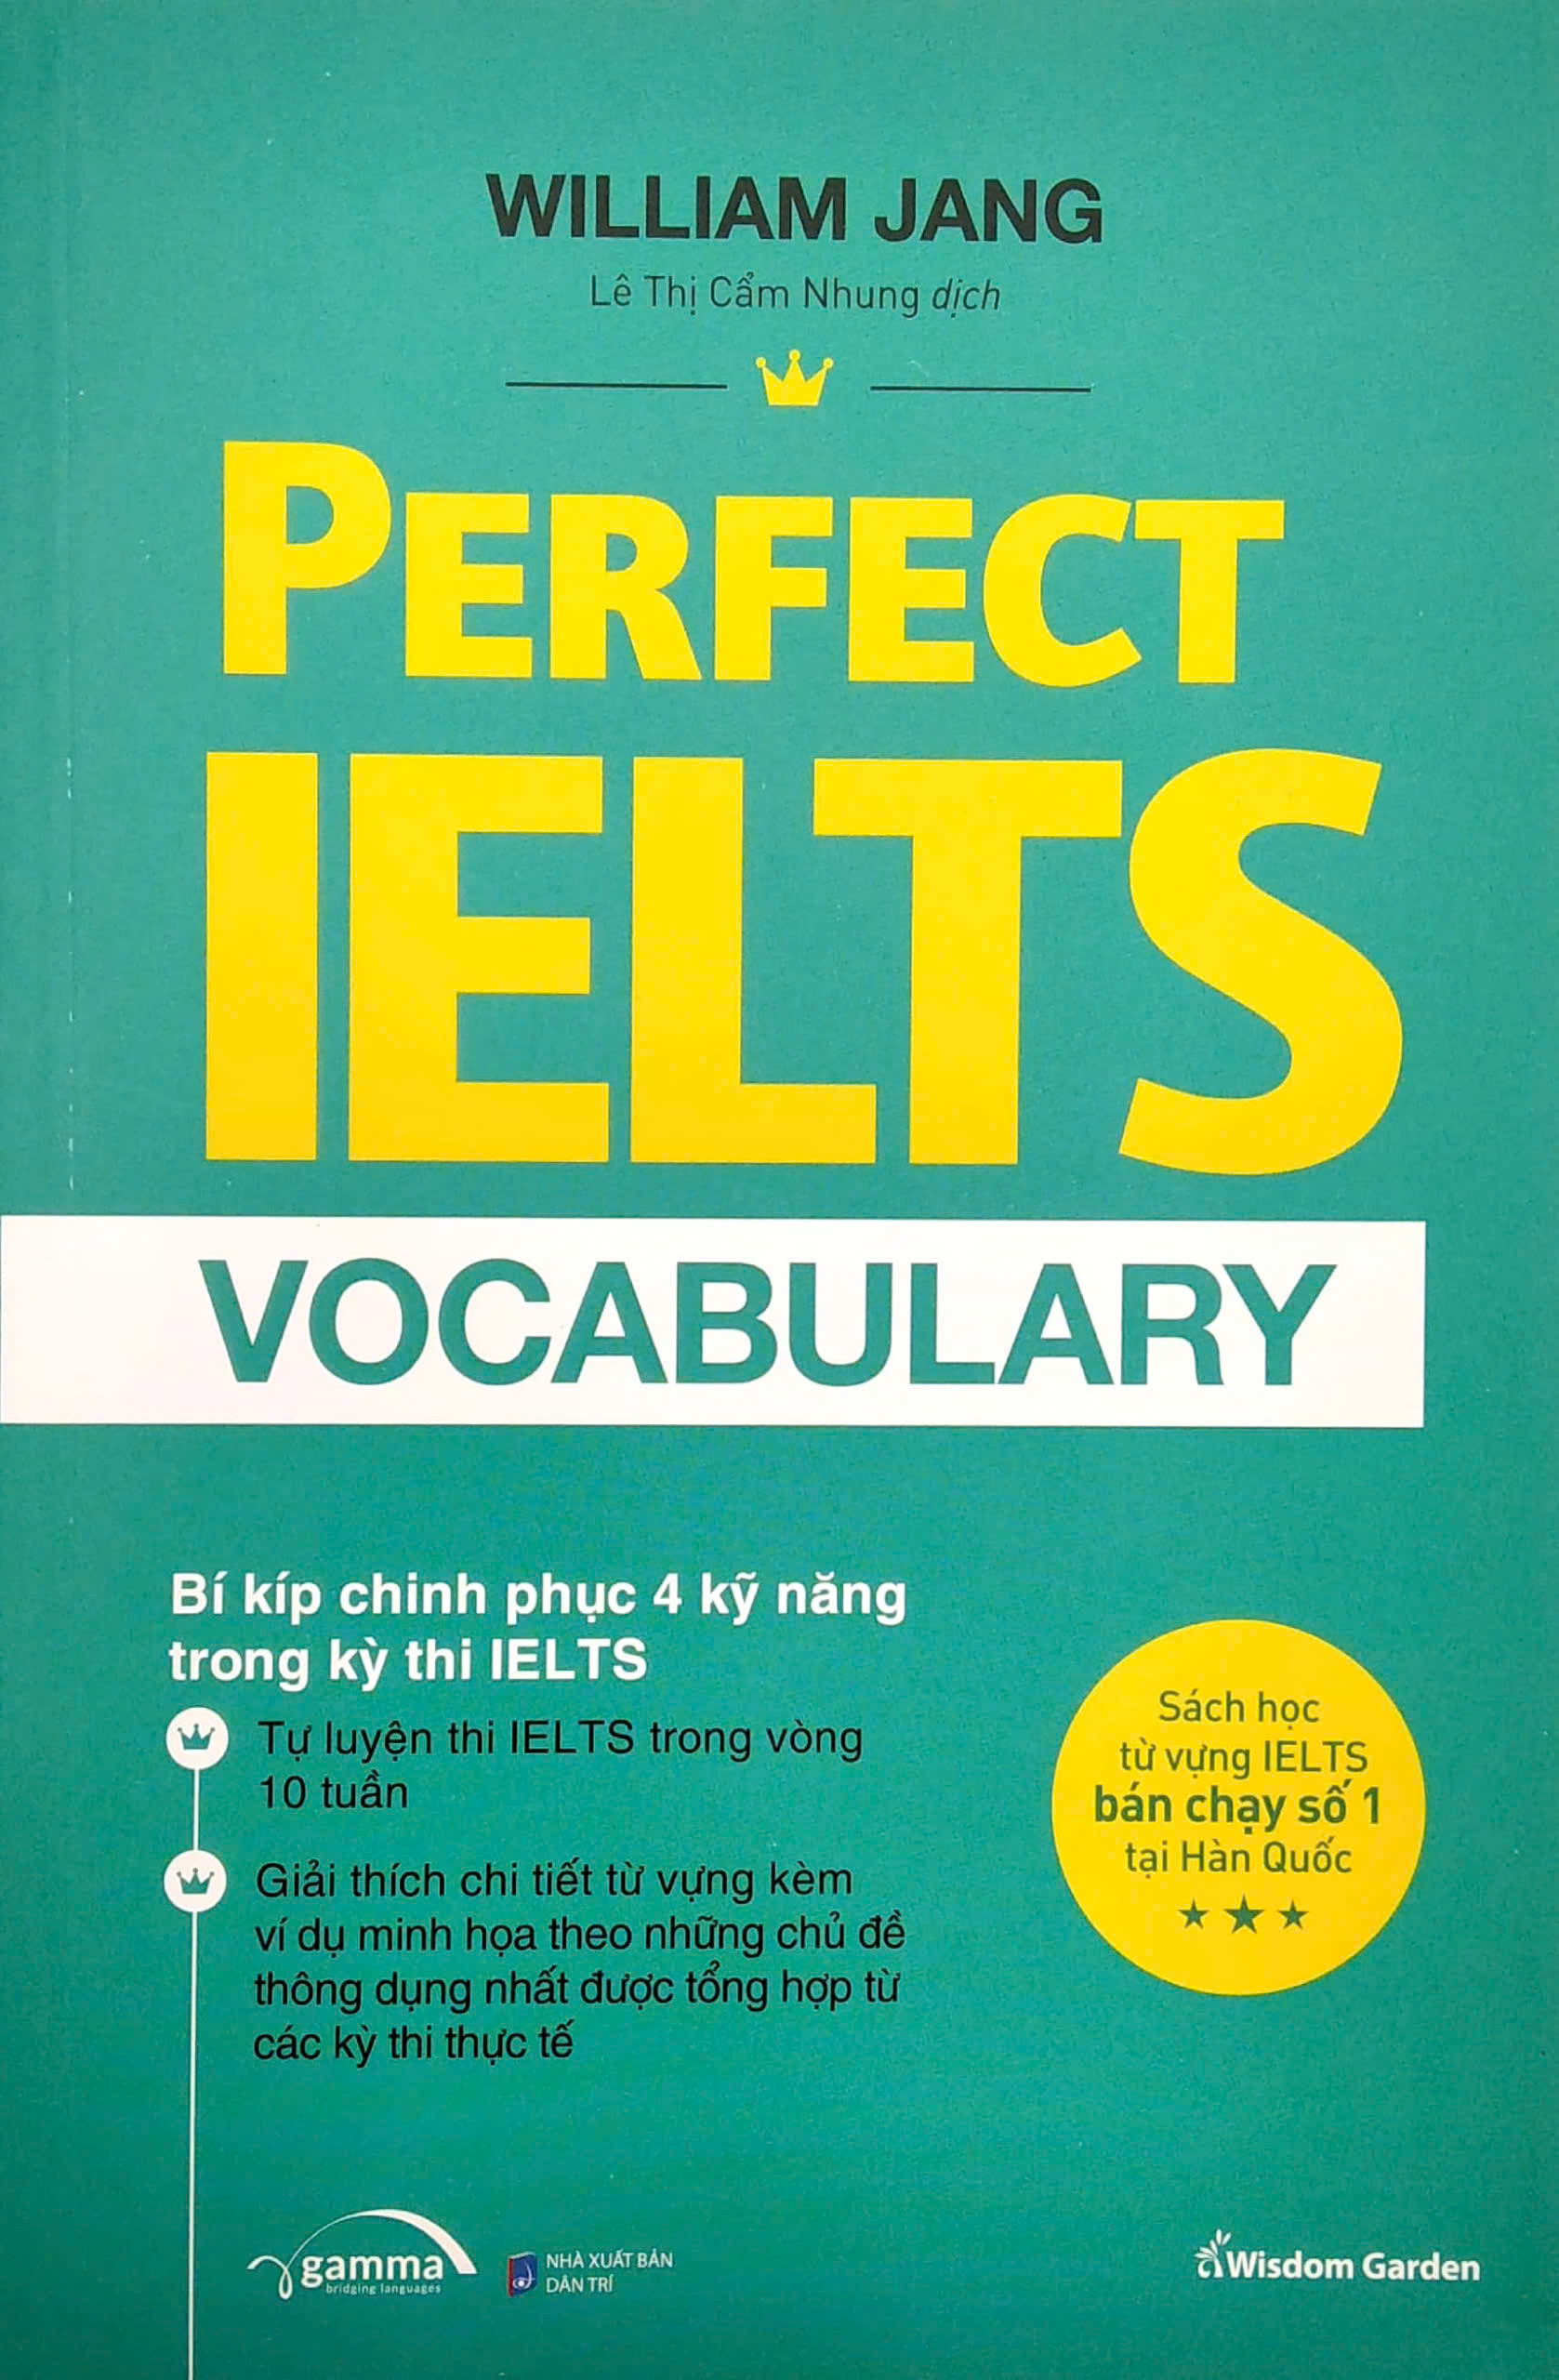 WILLIAM JANG
Lê Thị Cẩm Nhung dịch
PERFECT
IELTS
VOCABULARY
Bí kíp chinh phục 4 kỹ năng
trong kỳ thi IELTS
Tự luyện thi IELTS trong vòng
10 tuần
Giải thích chi tiết từ vựng kèm
ví dụ minh họa theo những chủ đề
thông dụng nhất được tổng hợp từ
các kỳ thi thực tế
Sách học
từ vựng IELTS
bán chạy số 1
tại Hàn Quốc
gamma
bridging languages
NHÀ XUẤT BẢN
DÂN TRÍ
Wisdom Garden